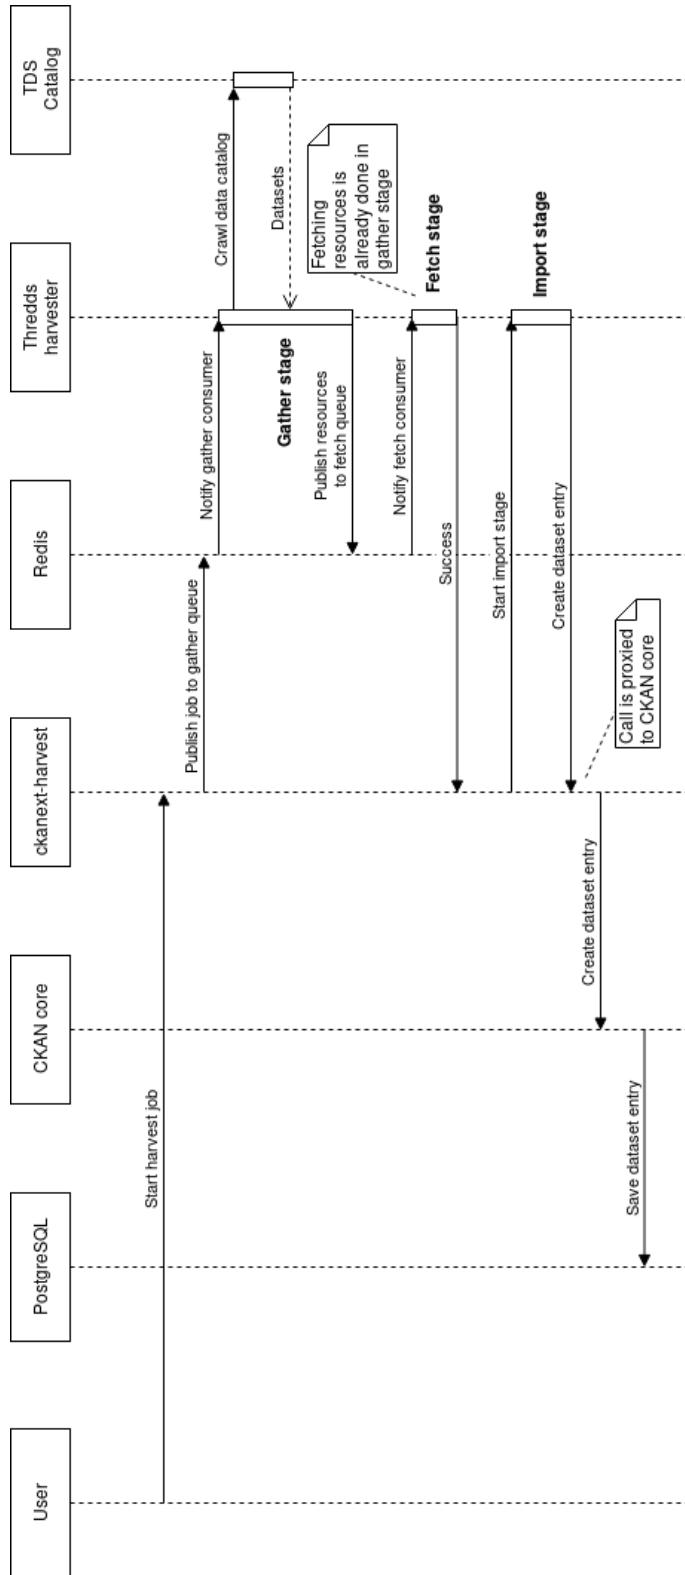 User
PostgreSQL
CKAN core
ckanext-harvest
Redis
Thredds
harvester
TDS
Catalog
Start harvest job
Publish job to gather queue
Notify gather consumer
Crawl data catalog
Gather stage
Datasets
Publish resources
to fetch queue
Fetching
resources is
already done in
gather stage
Notify fetch consumer
Fetch stage
Success
Start import stage
Import stage
Create dataset entry
Call is proxied
to CKAN core
Create dataset entry
Save dataset entry